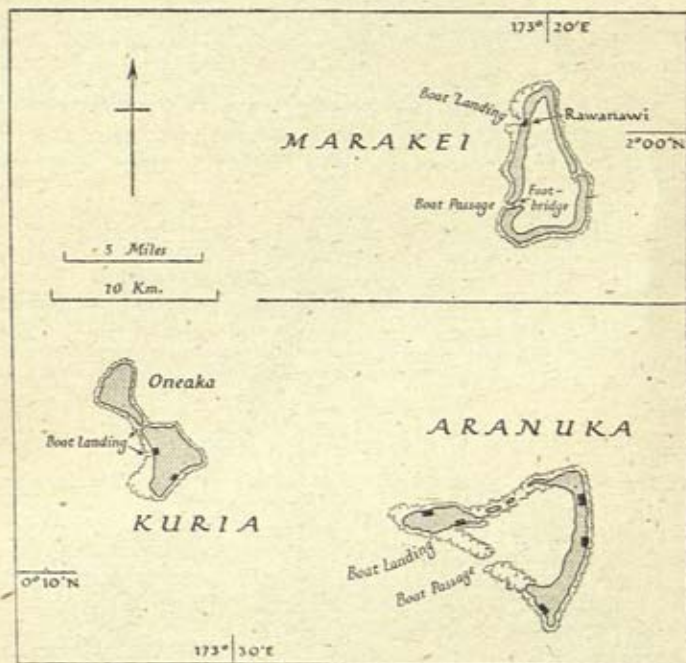 173° 20'E
Boat Landing
Rawanawi
MARAKEI
2°00'N
Boat Passage
Foot-
bridge
5 Miles
10 Km.
Oneaka
ARANUKA
Boat Landing
KURIA
Boat Landing
Boat Passage
0°10'N
173° 30'E